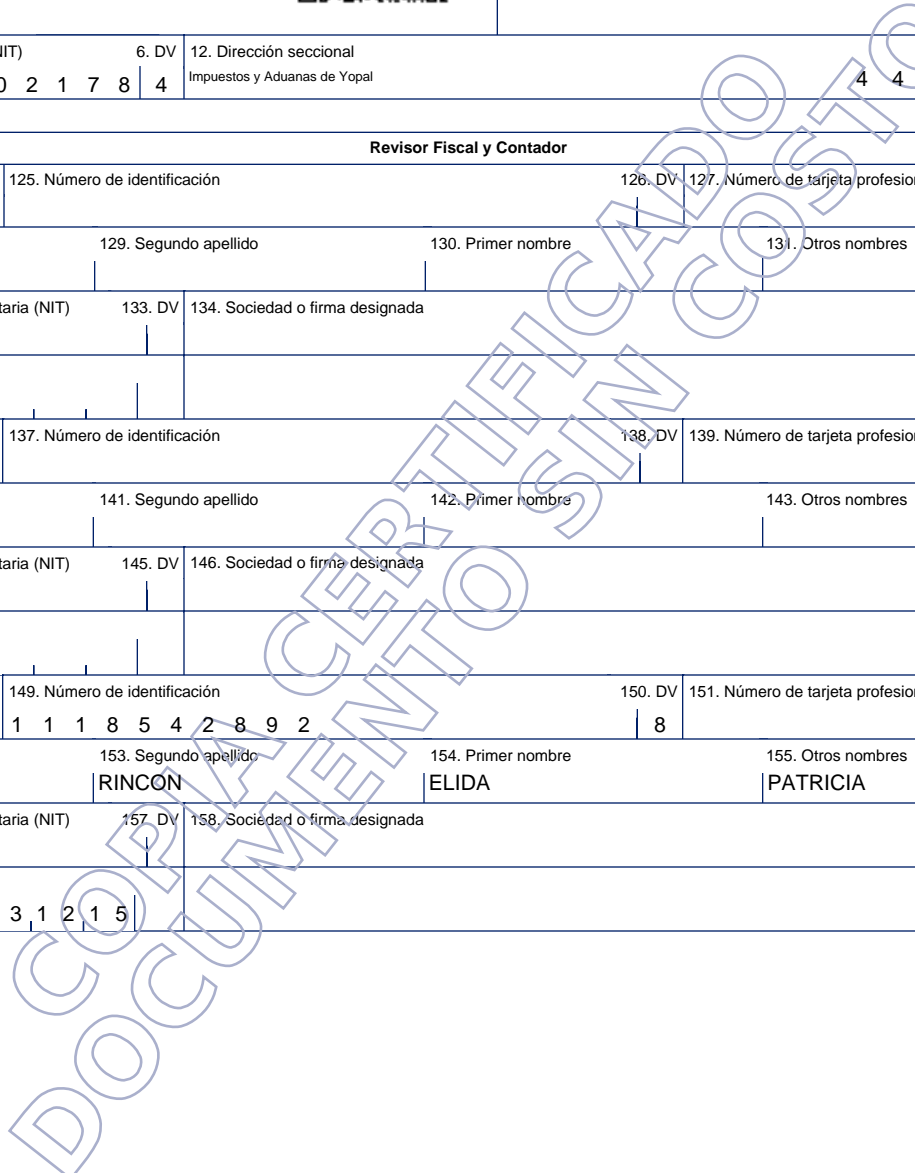 NIT) 6. DV 12. Dirección seccional
0 2 1 7 8 4 Impuestos y Aduanas de Yopal 4 4
Revisor Fiscal y Contador
125. Número de identificación 126. DV 127. Número de tarjeta profesion
129. Segundo apellido 130. Primer nombre 131. Otros nombres
taria (NIT) 133. DV 134. Sociedad o firma designada
137. Número de identificación 138. DV 139. Número de tarjeta profesion
141. Segundo apellido 142. Primer nombre 143. Otros nombres
taria (NIT) 145. DV 146. Sociedad o firma designada
149. Número de identificación 150. DV 151. Número de tarjeta profesion
1 1 1 8 5 4 2 8 9 2 8
153. Segundo apellido 154. Primer nombre 155. Otros nombres
RINCON ELIDA PATRICIA
taria (NIT) 157. DV 158. Sociedad o firma designada
3 1 2 1 5
COPIA CERTIFICADO
DOCUMENTO SIN COSTO